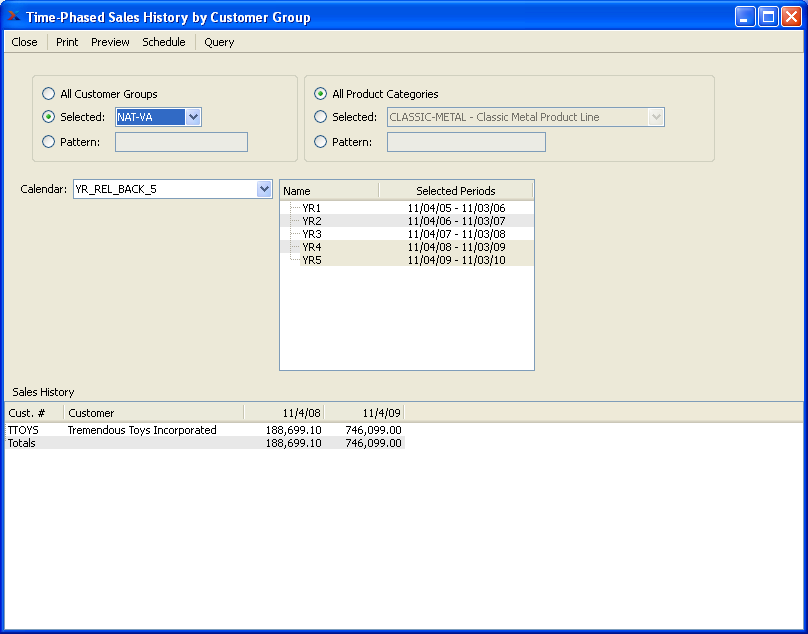 Time-Phased Sales History by Customer Group
Close Print Preview Schedule Query
All Customer Groups
Selected: NAT-VA
Pattern:
All Product Categories
Selected: CLASSIC-METAL - Classic Metal Product Line
Pattern:
Calendar: YR_REL_BACK_5
Name Selected Periods
YR1 11/04/05 - 11/03/06
YR2 11/04/06 - 11/03/07
YR3 11/04/07 - 11/03/08
YR4 11/04/08 - 11/03/09
YR5 11/04/09 - 11/03/10
Sales History
Cust. # Customer 11/4/08 11/4/09
TTOYS Tremendous Toys Incorporated 188,699.10 746,099.00
Totals 188,699.10 746,099.00